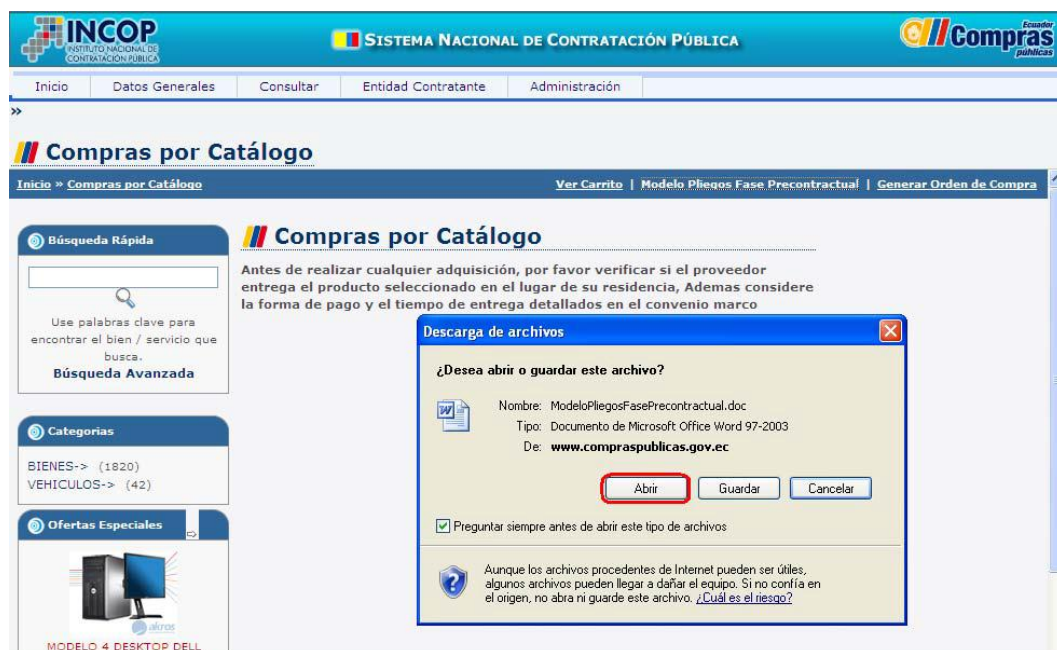 INCOP
INSTITUTO NACIONAL DE
CONTRATACIÓN PÚBLICA
SISTEMA NACIONAL DE CONTRATACIÓN PÚBLICA
Ecuador
Compras
públicas
Inicio Datos Generales Consultar Entidad Contratante Administración
»
Compras por Catálogo
Inicio » Compras por Catálogo
Ver Carrito | Modelo Pliegos Fase Precontractual | Generar Orden de Compra
Búsqueda Rápida
Use palabras clave para
encontrar el bien / servicio que
busca.
Búsqueda Avanzada
Categorias
BIENES-> (1820)
VEHICULOS-> (42)
Ofertas Especiales
akros
MODELO 4 DESKTOP DELL
Compras por Catálogo
Antes de realizar cualquier adquisición, por favor verificar si el proveedor
entrega el producto seleccionado en el lugar de su residencia, Ademas considere
la forma de pago y el tiempo de entrega detallados en el convenio marco
Descarga de archivos
¿Desea abrir o guardar este archivo?
Nombre: ModeloPliegosFasePrecontractual.doc
Tipo: Documento de Microsoft Office Word 97-2003
De: www.compraspublicas.gov.ec
Abrir Guardar Cancelar
Preguntar siempre antes de abrir este tipo de archivos
Aunque los archivos procedentes de Internet pueden ser útiles,
algunos archivos pueden llegar a dañar el equipo. Si no confía en
el origen, no abra ni guarde este archivo. ¿Cuál es el riesgo?